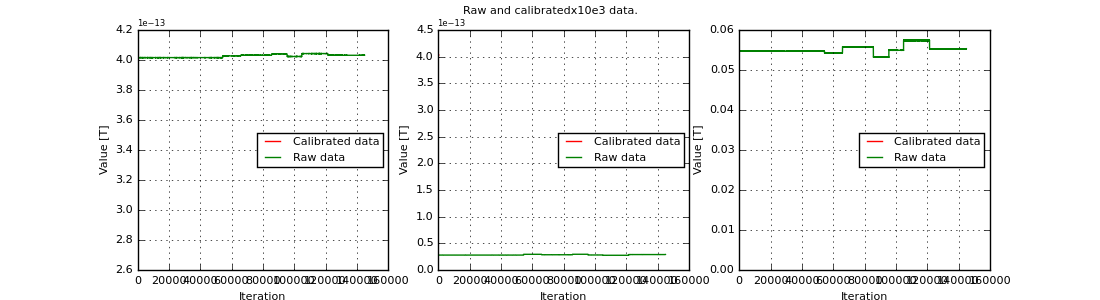 Raw and calibratedx10e3 data.
1e−13
4.2
4.0
3.8
3.6
3.4
3.2
3.0
2.8
2.6
Value [T]
Calibrated data
Raw data
0 20000 40000 60000 80000 100000 120000 140000 160000
Iteration
1e−13
4.5
4.0
3.5
3.0
2.5
2.0
1.5
1.0
0.5
0.0
Value [T]
Calibrated data
Raw data
0 20000 40000 60000 80000 100000 120000 140000 160000
Iteration
0.06
0.05
0.04
0.03
0.02
0.01
0.00
Value [T]
Calibrated data
Raw data
0 20000 40000 60000 80000 100000 120000 140000 160000
Iteration